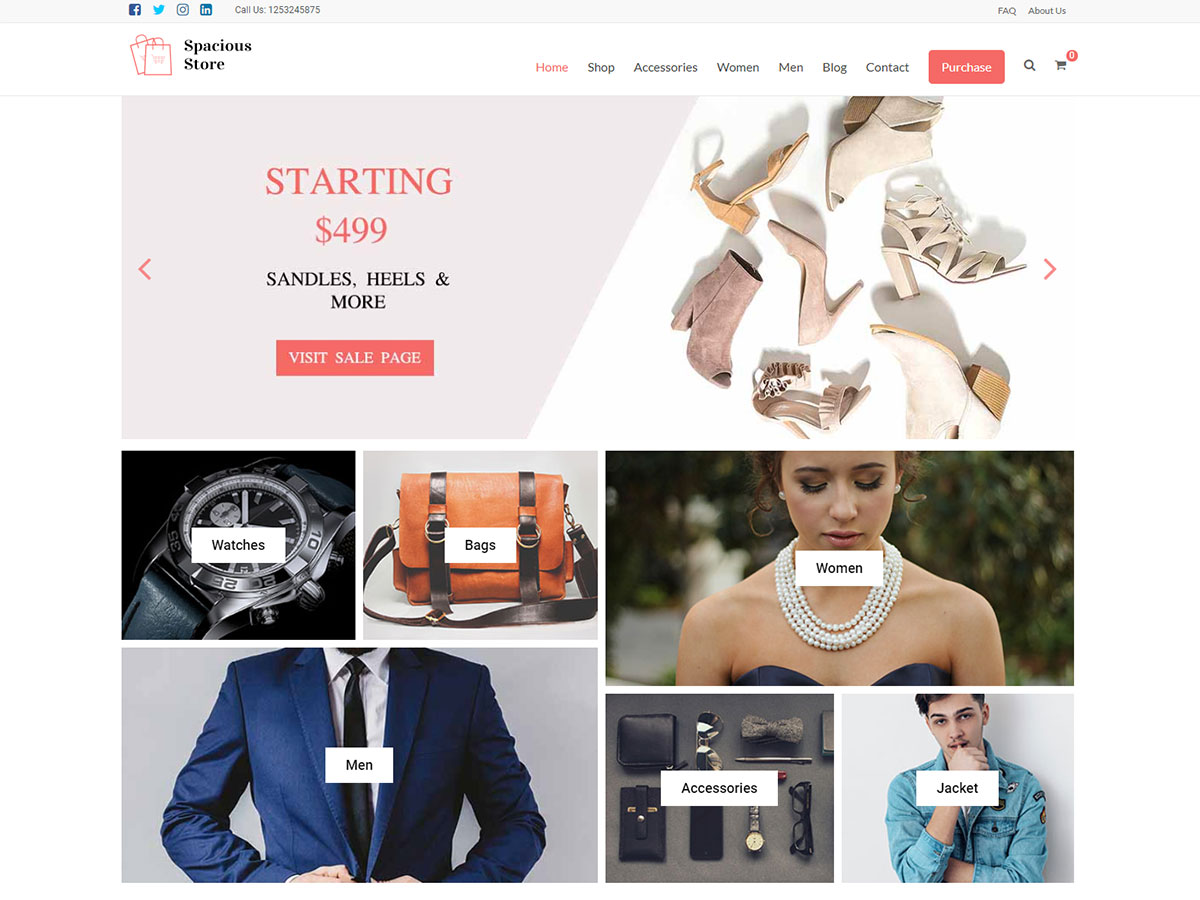 Call Us: 1253245875
FAQ About Us
Spacious
Store
Home Shop Accessories Women Men Blog Contact Purchase 0
STARTING
$499
SANDLES, HEELS &
MORE
VISIT SALE PAGE
Watches
Bags
Women
Men
Accessories
Jacket